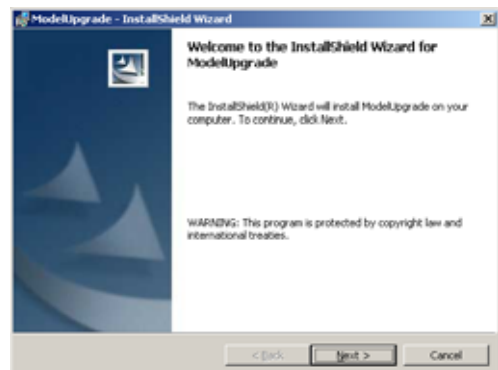 ModelUpgrade - InstallShield Wizard
Welcome to the InstallShield Wizard for
ModelUpgrade
The InstallShield(R) Wizard will install ModelUpgrade on your
computer. To continue, click Next.
WARNING: This program is protected by copyright law and
international treaties.
< Back
Next >
Cancel